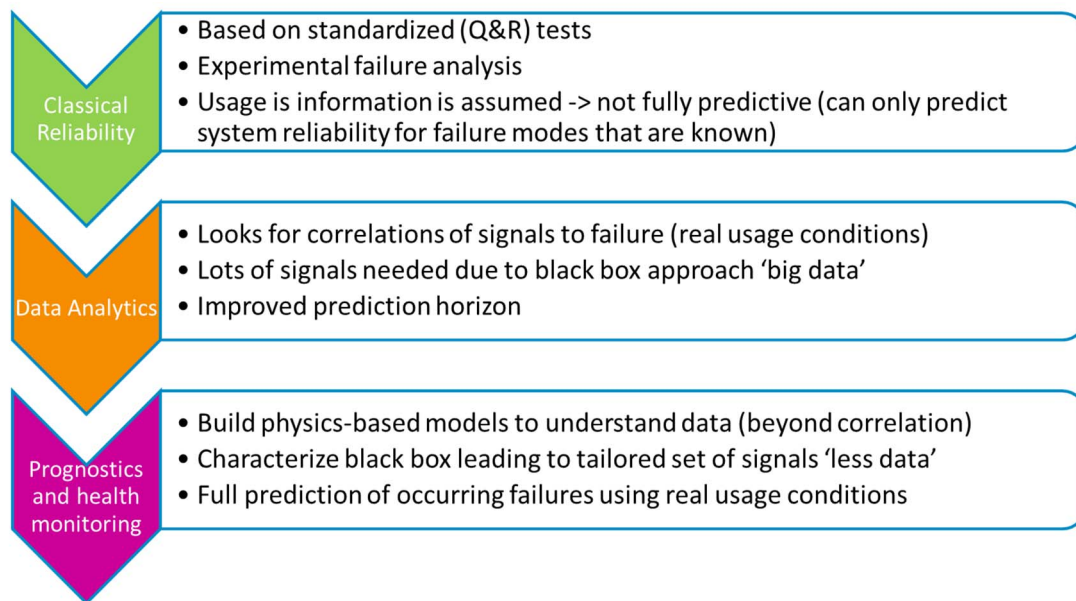 Classical
Reliability
• Based on standardized (Q&R) tests
• Experimental failure analysis
• Usage is information is assumed -> not fully predictive (can only predict
system reliability for failure modes that are known)
Data Analytics
• Looks for correlations of signals to failure (real usage conditions)
• Lots of signals needed due to black box approach ‘big data’
• Improved prediction horizon
Prognostics
and health
monitoring
• Build physics-based models to understand data (beyond correlation)
• Characterize black box leading to tailored set of signals ‘less data’
• Full prediction of occurring failures using real usage conditions